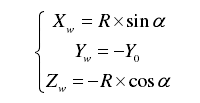 X_w = R × sin α
Y_w = −Y_0
Z_w = −R × cos α